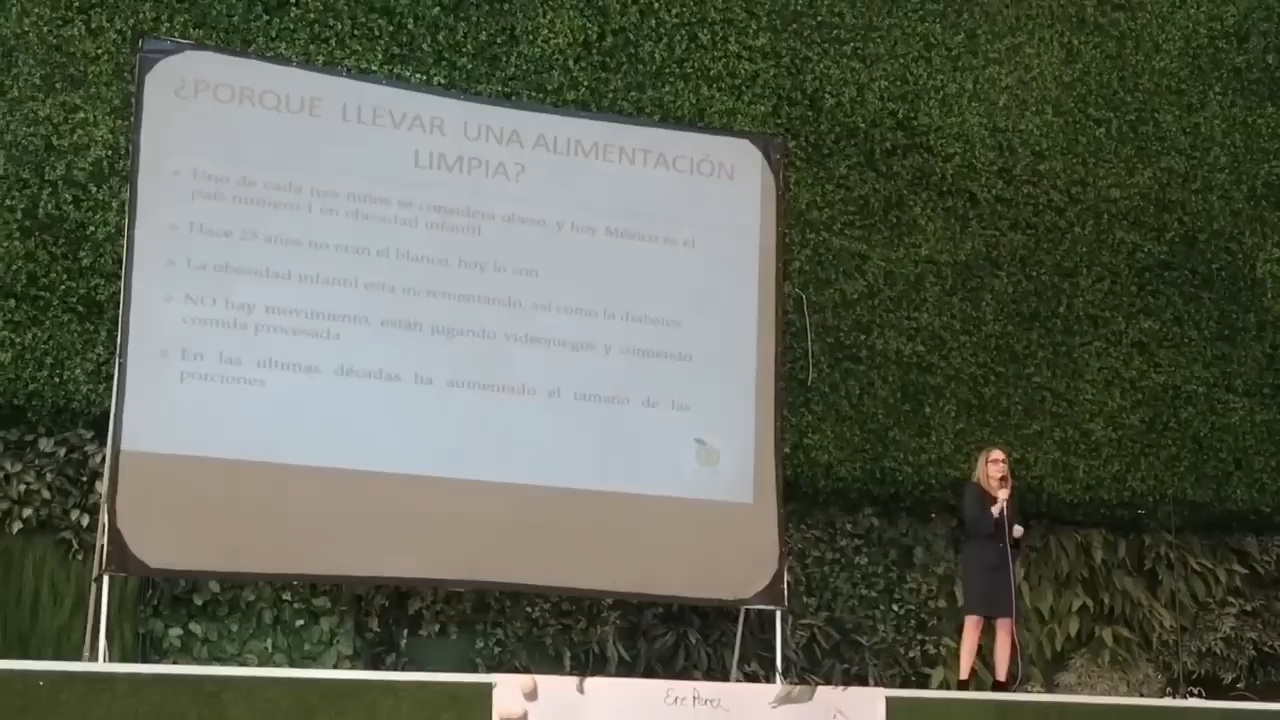 ¿PORQUE LLEVAR UNA ALIMENTACIÓN
LIMPIA?
Uno de cada tres niños se considera obeso, y hoy México es el
país número 1 en obesidad infantil
Hace 25 años no eran el blanco, hoy lo son
La obesidad infantil esta incrementando, así como la diabetes.
NO hay movimiento, están jugando videojuegos y comiendo
comida procesada
En las últimas décadas ha aumentado el tamaño de las
porciones
Ere Perez